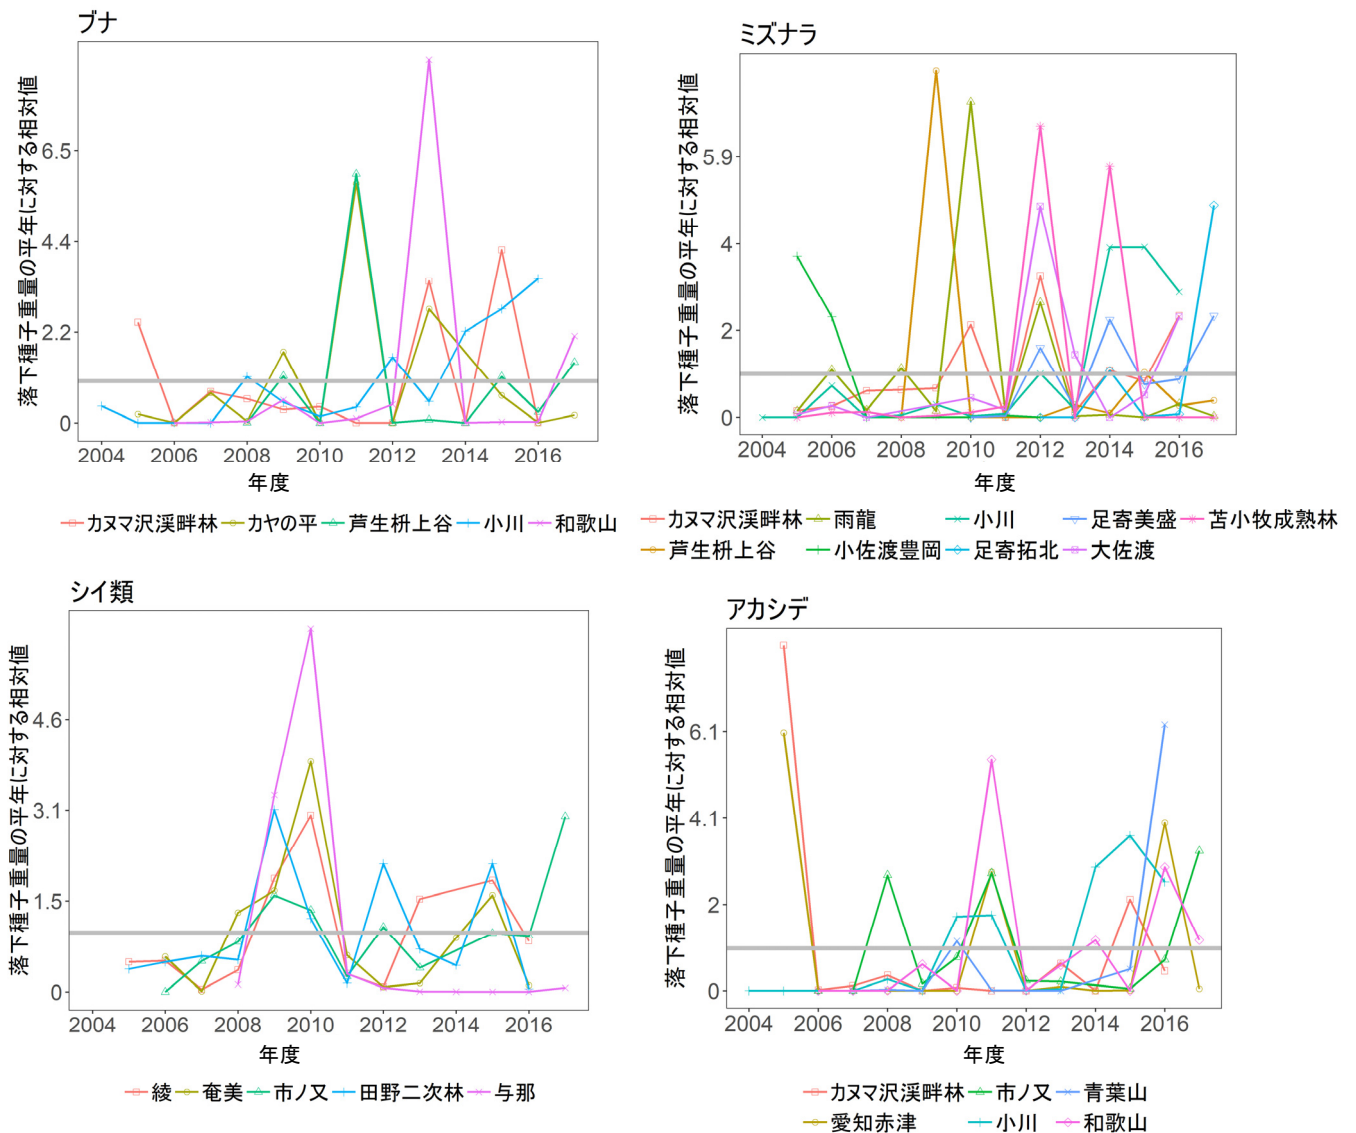 ブナ
落下種子重量の平年に対する相対値
6.5
4.4
2.2
0
2004 2006 2008 2010 2012 2014 2016
年度
カヌマ沢渓畔林 カヤの平 芦生枡上谷 小川 和歌山
ミズナラ
落下種子重量の平年に対する相対値
5.9
4
2
0
2004 2006 2008 2010 2012 2014 2016
年度
カヌマ沢渓畔林 雨龍 小川 足寄美盛 苫小牧成熟林
芦生枡上谷 小佐渡豊岡 足寄拓北 大佐渡
シイ類
落下種子重量の平年に対する相対値
4.6
3.1
1.5
0
2004 2006 2008 2010 2012 2014 2016
年度
綾 奄美 市ノ又 田野二次林 与那
アカシデ
落下種子重量の平年に対する相対値
6.1
4.1
2
0
2004 2006 2008 2010 2012 2014 2016
年度
カヌマ沢渓畔林 市ノ又 青葉山
愛知赤津 小川 和歌山